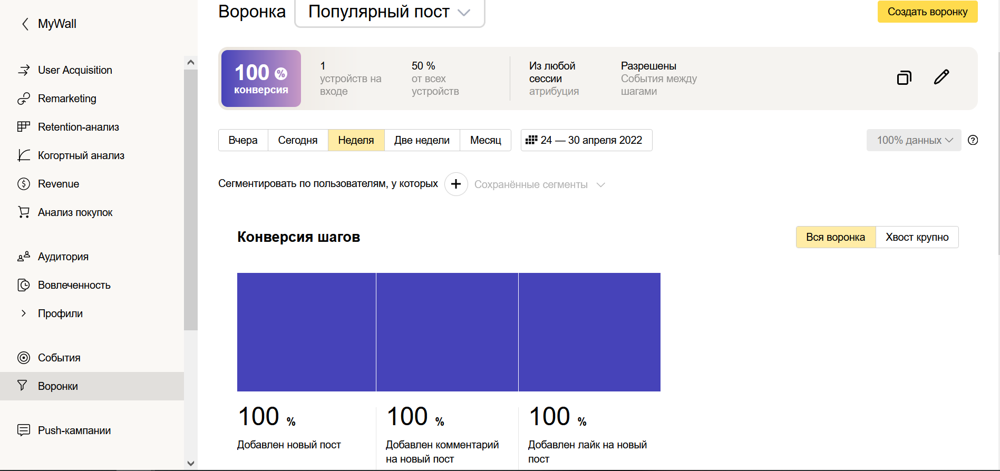 MyWall
User Acquisition
Remarketing
Retention-анализ
Когортный анализ
Revenue
Анализ покупок
Аудитория
Вовлеченность
Профили
События
Воронки
Push-кампании
Воронка
Популярный пост
Создать воронку
100 %
конверсия
1
устройств на
входе
50 %
от всех
устройств
Из любой
сессии
атрибуция
Разрешены
События между
шагами
Вчера
Сегодня
Неделя
Две недели
Месяц
24 — 30 апреля 2022
100% данных
?
Сегментировать по пользователям, у которых
+
Сохранённые сегменты
Конверсия шагов
Вся воронка
Хвост крупно
100 %
Добавлен новый пост
100 %
Добавлен комментарий
на новый пост
100 %
Добавлен лайк на новый
пост